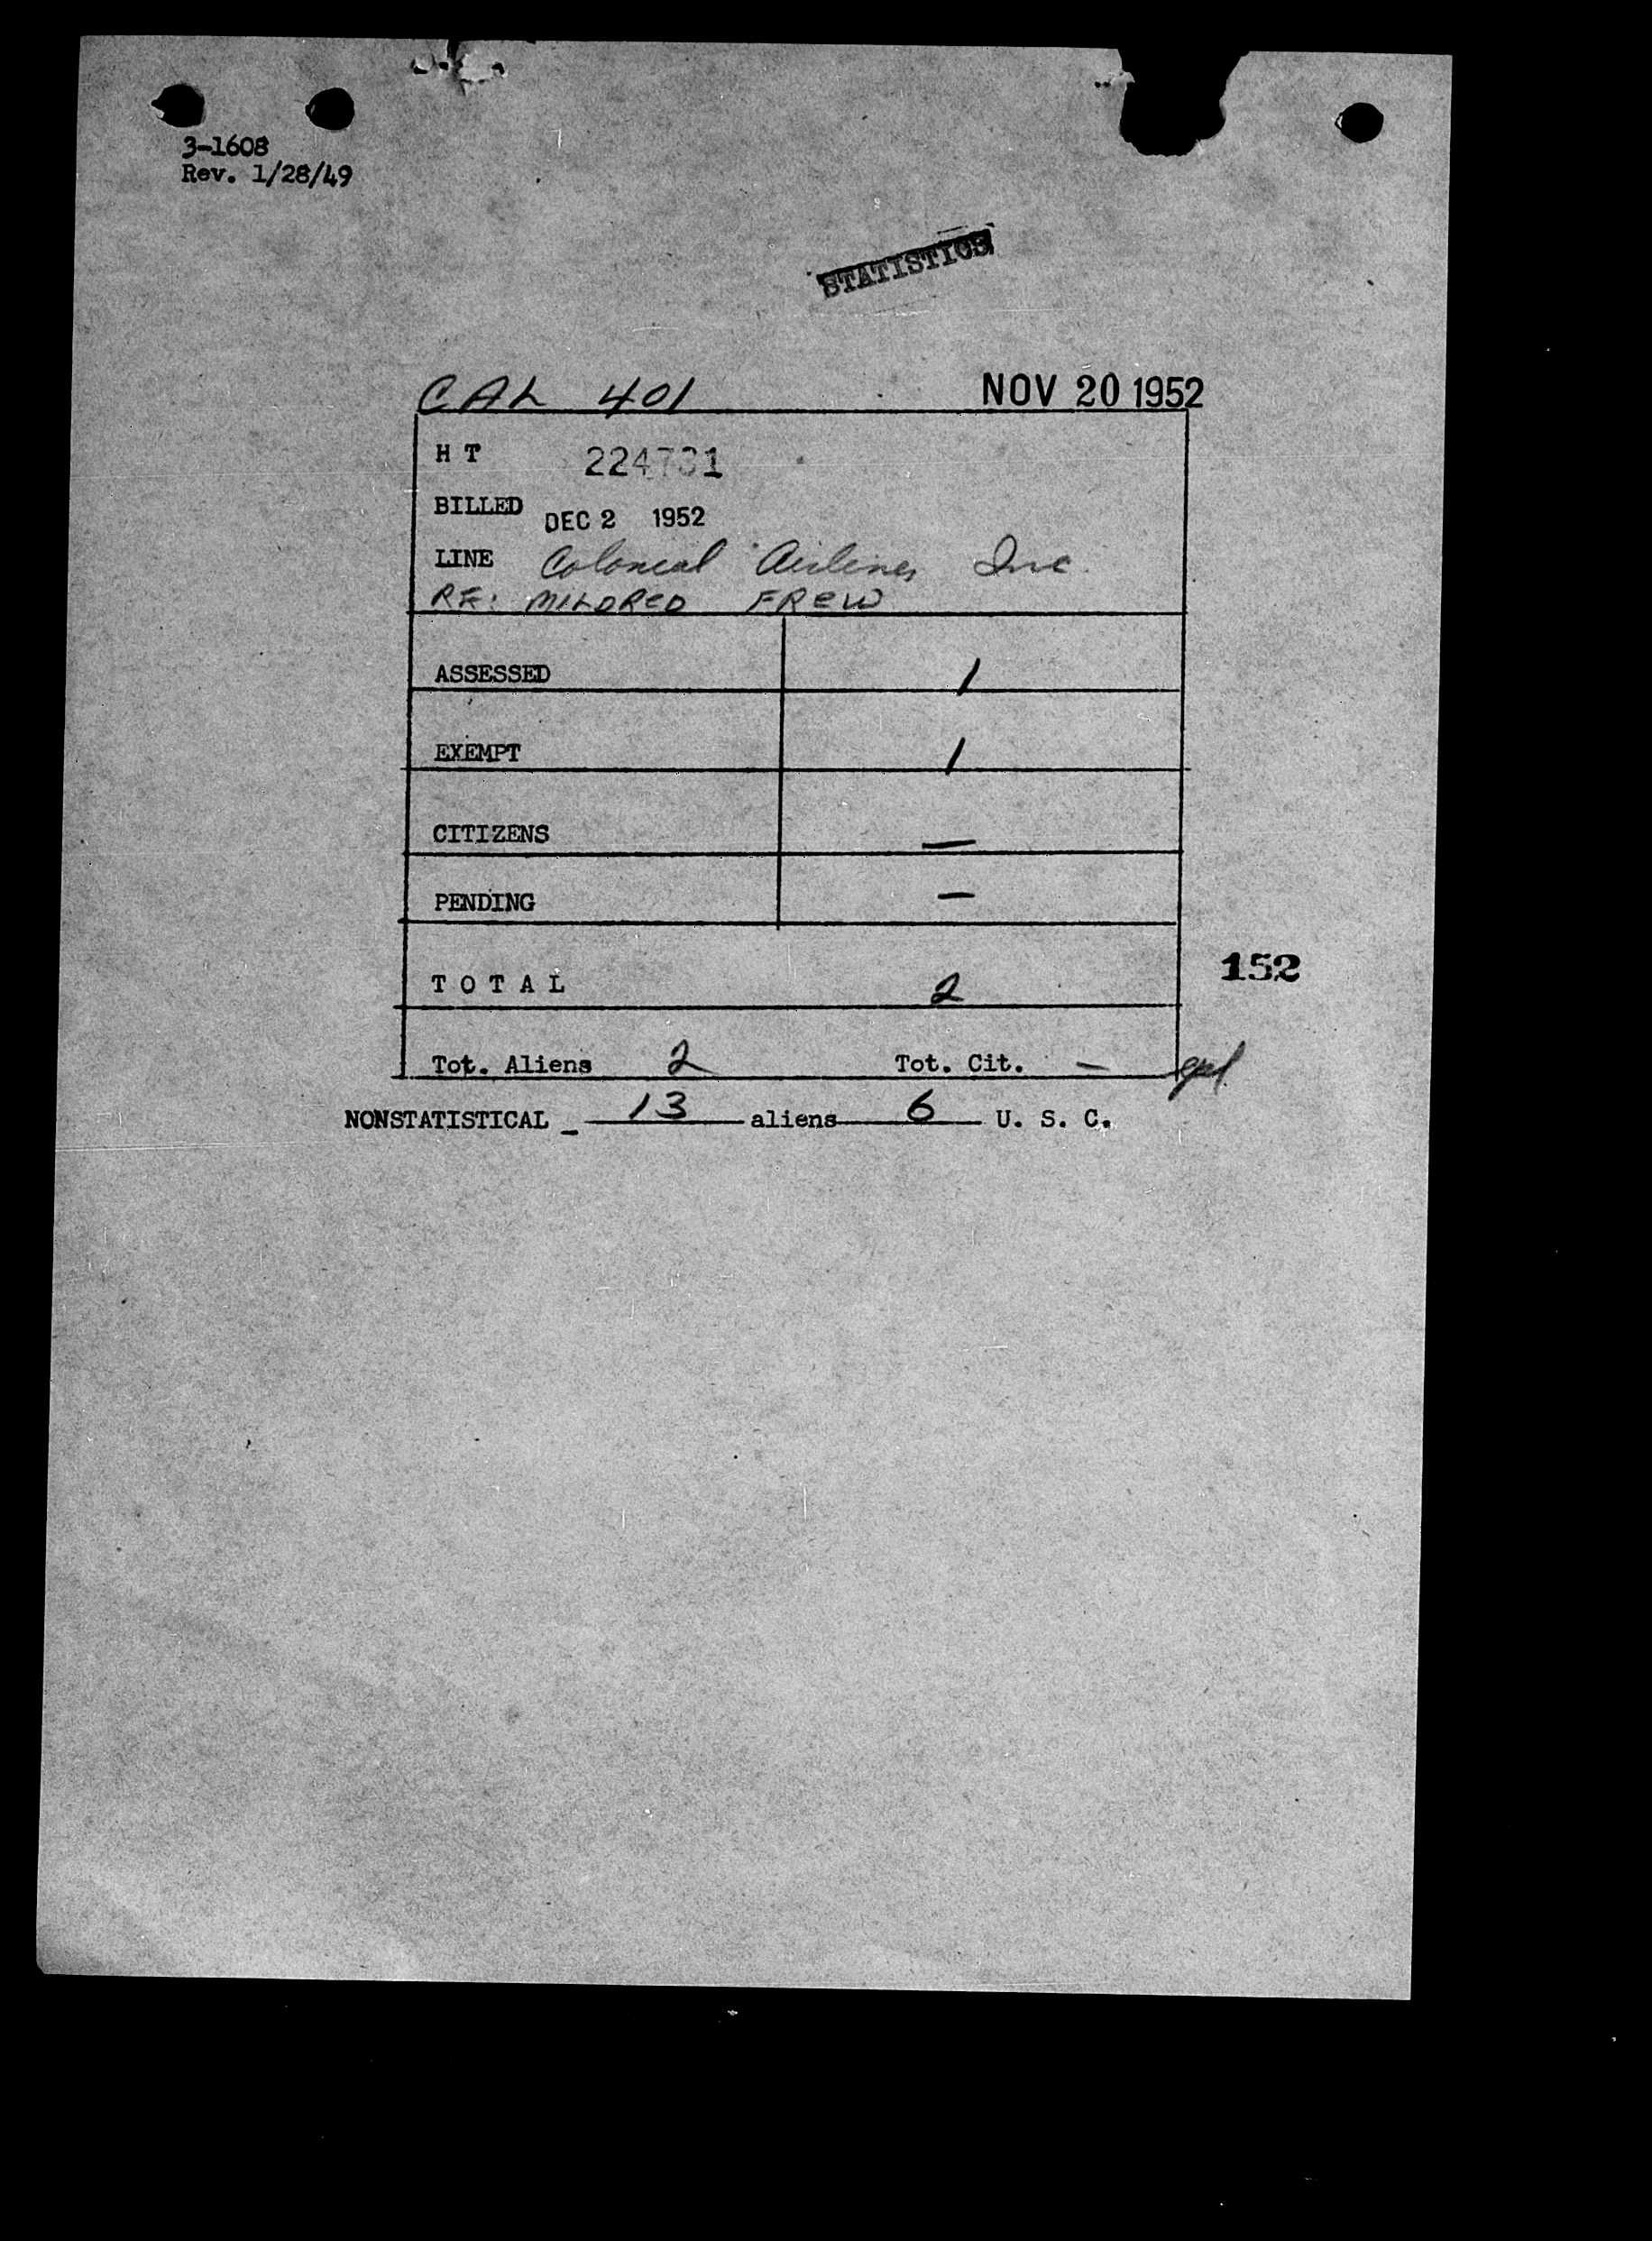 3-1608
Rev. 1/28/49
STATISTICS
CAL 401 NOV 20 1952
H T
BILLED DEC 2 1952
LINE Colonial Airlines Inc.
RE: MILDRED FREW
ASSESSED 1
EXEMPT 1
CITIZENS —
PENDING —
T O T A L 2
152
Tot. Aliens 2 Tot. Cit. —
NONSTATISTICAL _ 13 aliens 6 U. S. C.